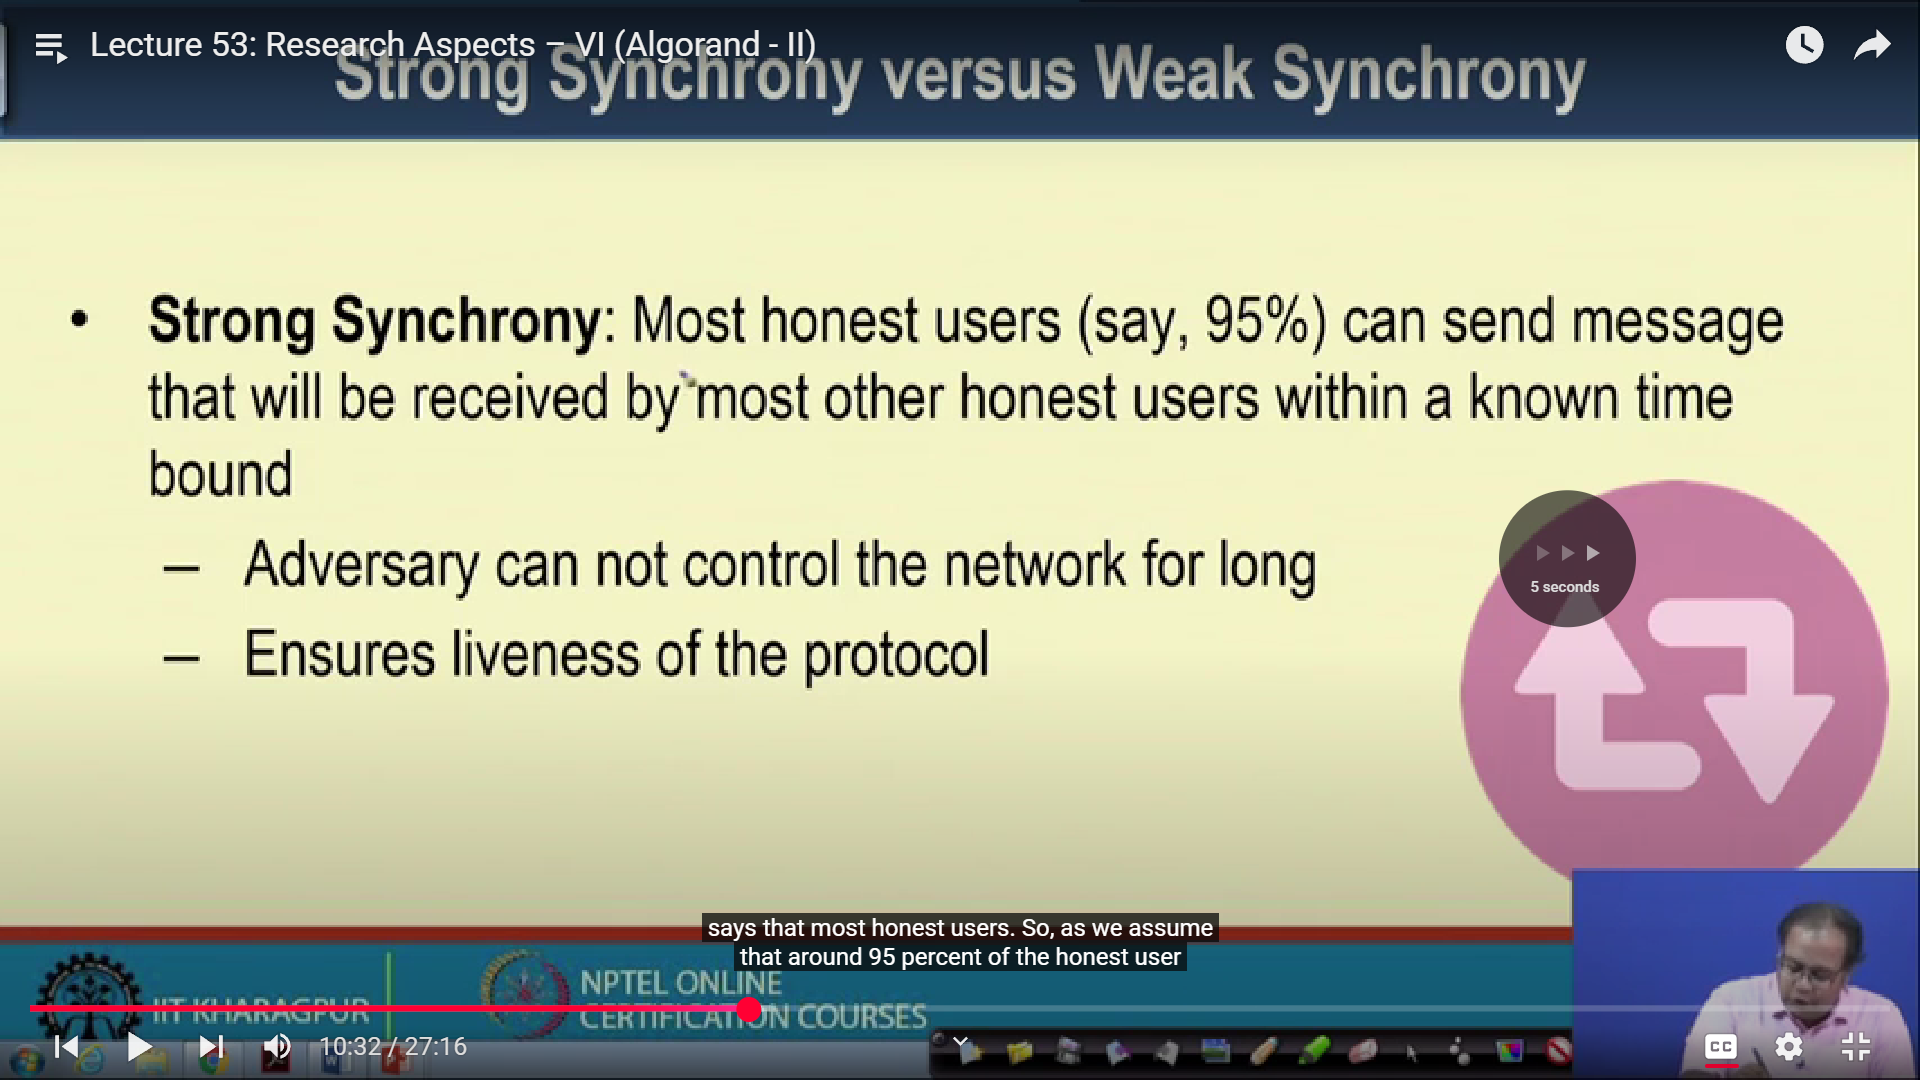 Lecture 53: Research Aspects – VI (Algorand - II)
Strong Synchrony versus Weak Synchrony
• Strong Synchrony: Most honest users (say, 95%) can send message
that will be received by most other honest users within a known time
bound
– Adversary can not control the network for long
– Ensures liveness of the protocol
5 seconds
says that most honest users. So, as we assume
that around 95 percent of the honest user
IIT KHARAGPUR
NPTEL ONLINE
CERTIFICATION COURSES
10:32 / 27:16
CC